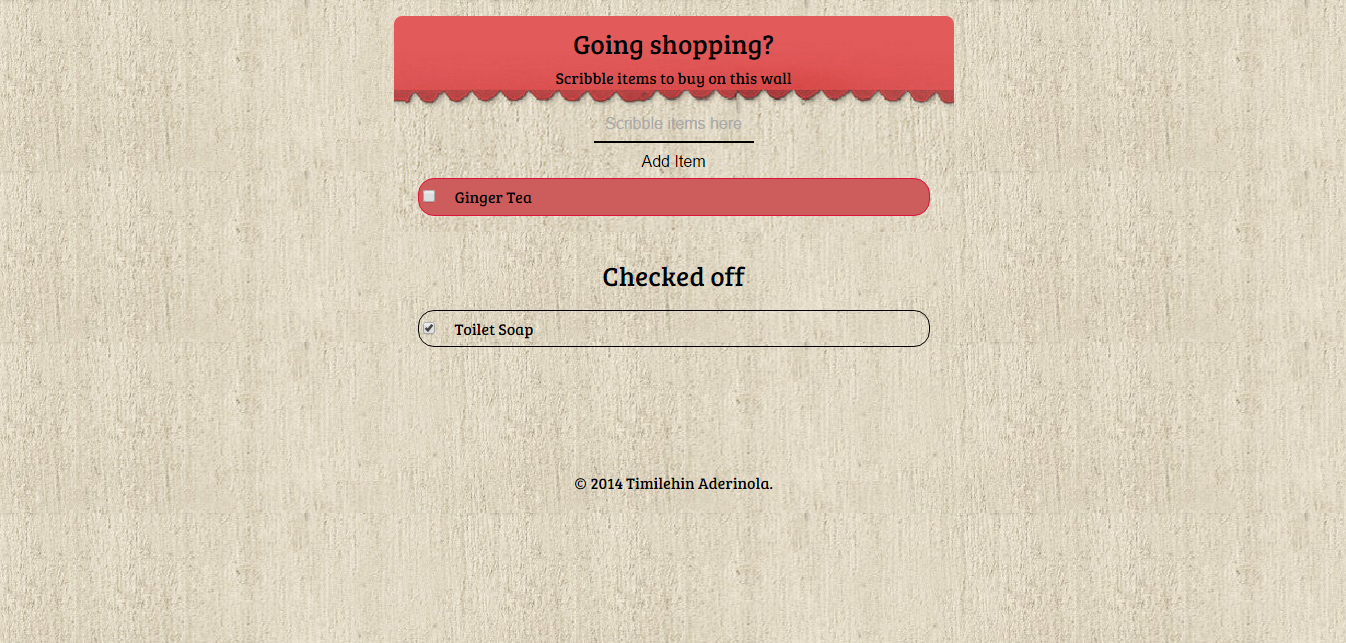 Going shopping?
Scribble items to buy on this wall
Scribble items here
Add Item
Ginger Tea
Checked off
Toilet Soap
© 2014 Timilehin Aderinola.